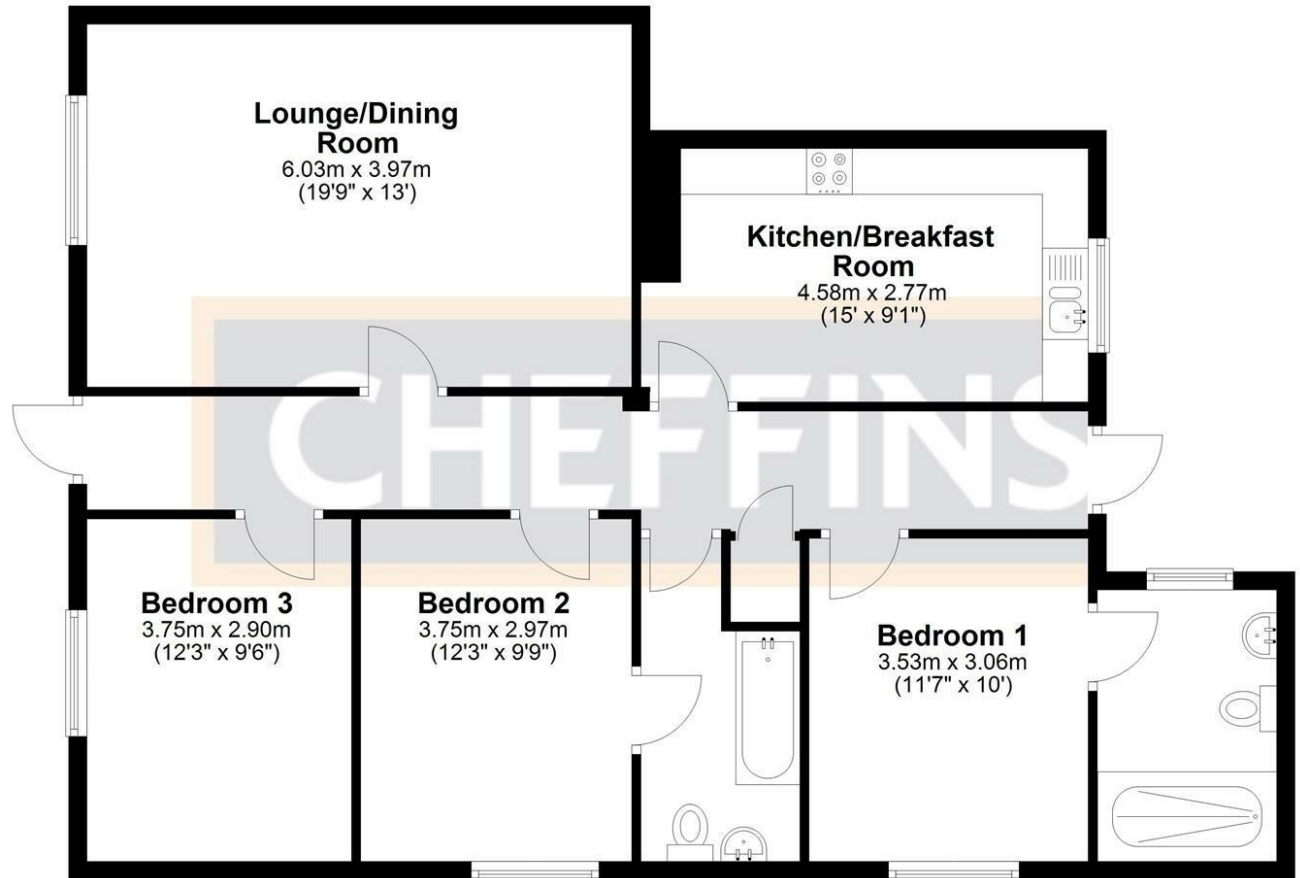 Lounge/Dining
Room
6.03m x 3.97m
(19'9" x 13')
Kitchen/Breakfast
Room
4.58m x 2.77m
(15' x 9'1")
CHEFFINS
Bedroom 3
3.75m x 2.90m
(12'3" x 9'6")
Bedroom 2
3.75m x 2.97m
(12'3" x 9'9")
Bedroom 1
3.53m x 3.06m
(11'7" x 10')